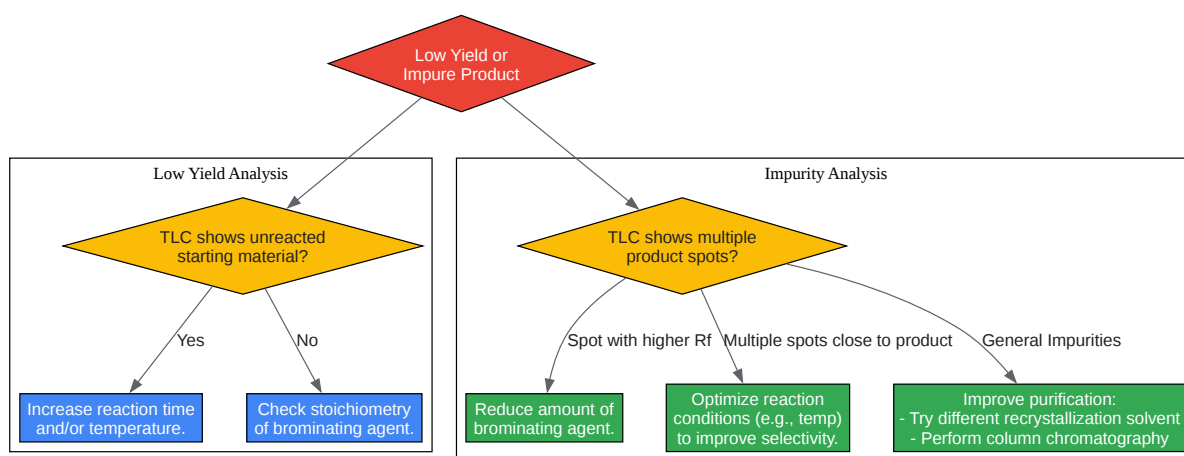 Low Yield or
Impure Product
Low Yield Analysis
Impurity Analysis
TLC shows unreacted
starting material?
TLC shows multiple
product spots?
Yes
No
Spot with higher Rf
Multiple spots close to product
General Impurities
Increase reaction time
and/or temperature.
Check stoichiometry
of brominating agent.
Reduce amount of
brominating agent.
Optimize reaction
conditions (e.g., temp)
to improve selectivity.
Improve purification:
- Try different recrystallization solvent
- Perform column chromatography